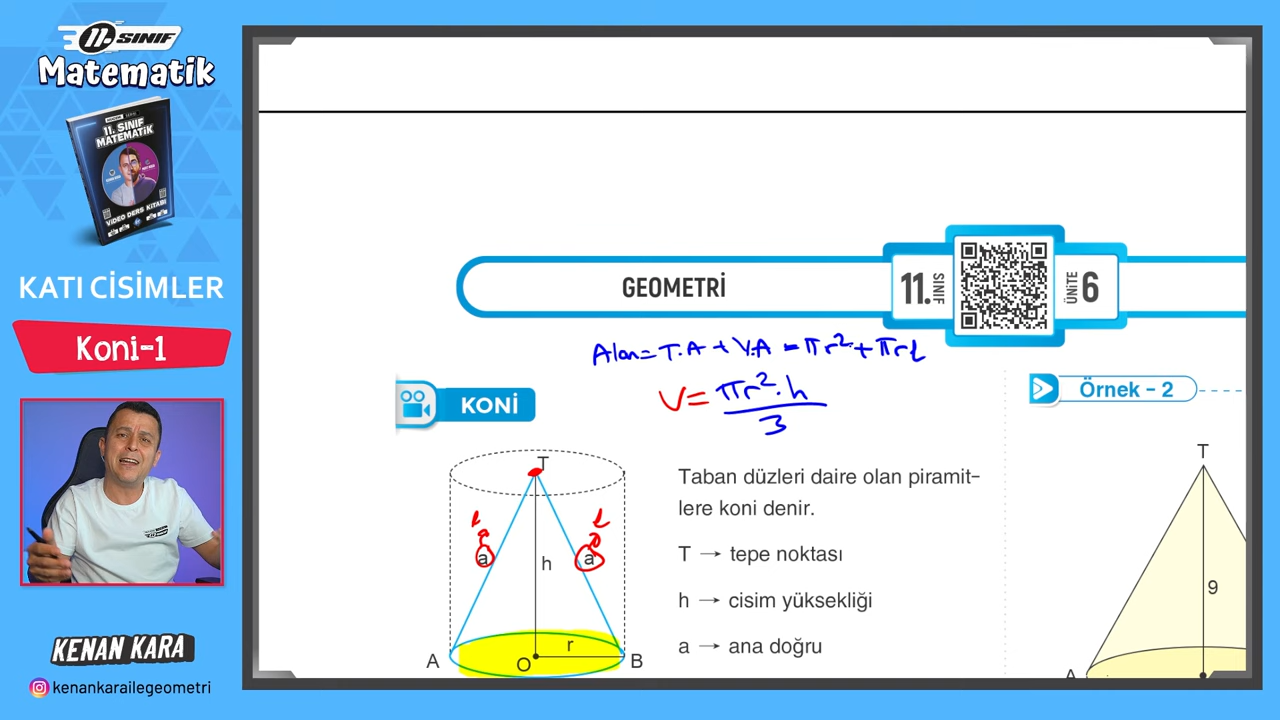 11. SINIF
Matematik
11. SINIF
MATEMATİK
VİDEO DERS KİTABI
KATI CİSİMLER
Koni-1
KENAN KARA
kenankarailegeometri
GEOMETRİ
11. SINIF
ÜNİTE 6
Alan = T.A + Y.A = πr² + πrl
V = πr².h / 3
KONİ
Örnek - 2
T
a
l
a
l
h
r
A
O
B
Taban düzleri daire olan piramit-
lere koni denir.
T → tepe noktası
h → cisim yüksekliği
a → ana doğru
T
9
A